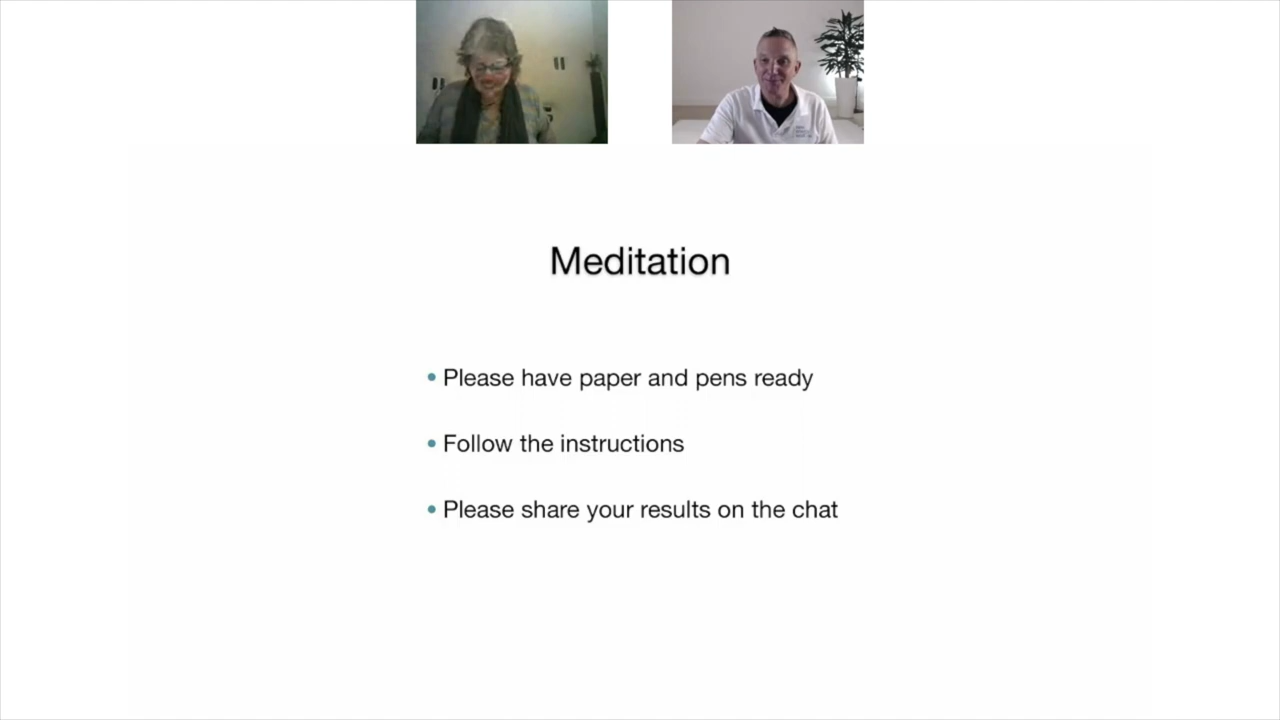 Meditation
• Please have paper and pens ready
• Follow the instructions
• Please share your results on the chat